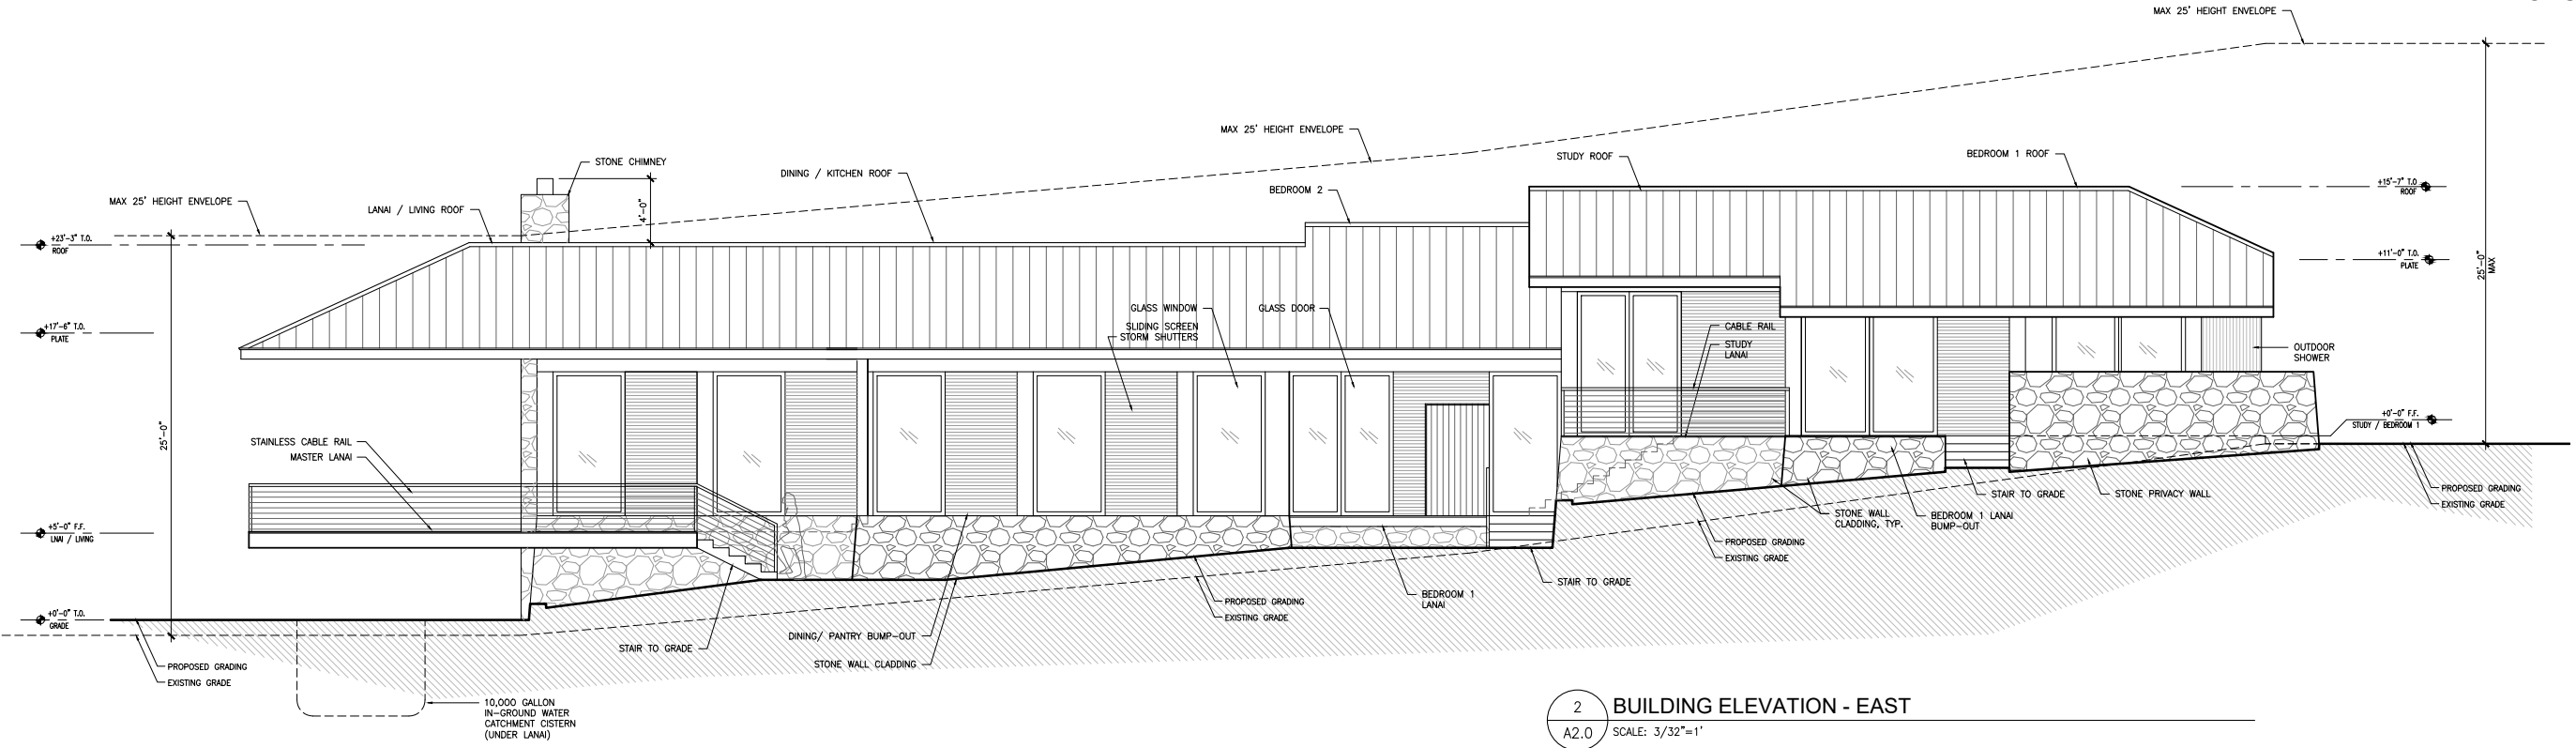 MAX 25' HEIGHT ENVELOPE
MAX 25' HEIGHT ENVELOPE
STONE CHIMNEY
STUDY ROOF
BEDROOM 1 ROOF
DINING / KITCHEN ROOF
BEDROOM 2
+15'-7" T.O
ROOF
MAX 25' HEIGHT ENVELOPE
LANAI / LIVING ROOF
4'-0"
+23'-3" T.O.
ROOF
+11'-0" T.O.
PLATE
25'-0"
MAX
GLASS WINDOW
GLASS DOOR
SLIDING SCREEN
STORM SHUTTERS
CABLE RAIL
STUDY
LANAI
+17'-6" T.O.
PLATE
OUTDOOR
SHOWER
25'-0"
+0'-0" F.F.
STUDY / BEDROOM 1
STAINLESS CABLE RAIL
MASTER LANAI
PROPOSED GRADING
EXISTING GRADE
STAIR TO GRADE
STONE PRIVACY WALL
STONE WALL
CLADDING, TYP.
BEDROOM 1 LANAI
BUMP-OUT
+5'-0" F.F.
LNAI / LIVING
PROPOSED GRADING
EXISTING GRADE
STAIR TO GRADE
BEDROOM 1
LANAI
PROPOSED GRADING
EXISTING GRADE
+0'-0" T.O.
GRADE
DINING/ PANTRY BUMP-OUT
STAIR TO GRADE
STONE WALL CLADDING
PROPOSED GRADING
EXISTING GRADE
10,000 GALLON
IN-GROUND WATER
CATCHMENT CISTERN
(UNDER LANAI)
2
A2.0
BUILDING ELEVATION - EAST
SCALE: 3/32"=1'